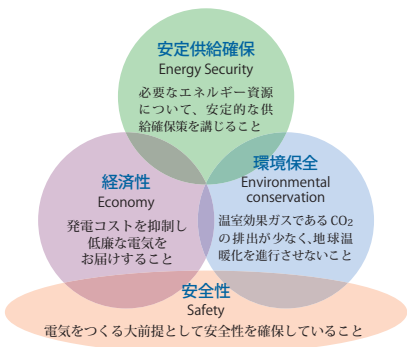 安定供給確保
Energy Security
必要なエネルギー資源
について、安定的な供
給確保策を講じること
経済性
Economy
発電コストを抑制し
低廉な電気を
お届けすること
環境保全
Environmental
conservation
温室効果ガスであるCO₂
の排出が少なく、地球温
暖化を進行させないこと
安全性
Safety
電気をつくる大前提として安全性を確保していること